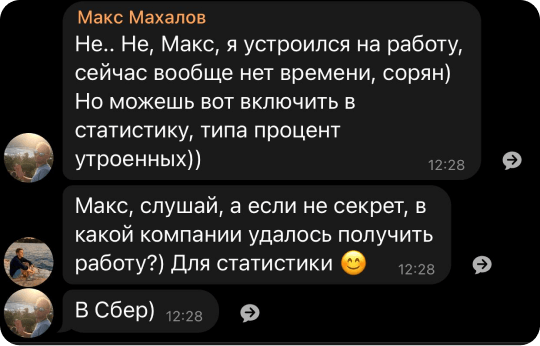 Макс Махалов
Не.. Не, Макс, я устроился на работу,
сейчас вообще нет времени, сорян)
Но можешь вот включить в
статистику, типа процент
утроенных))
12:28
Макс, слушай, а если не секрет, в
какой компании удалось получить
работу?) Для статистики 😊
12:28
В Сбер) 12:28